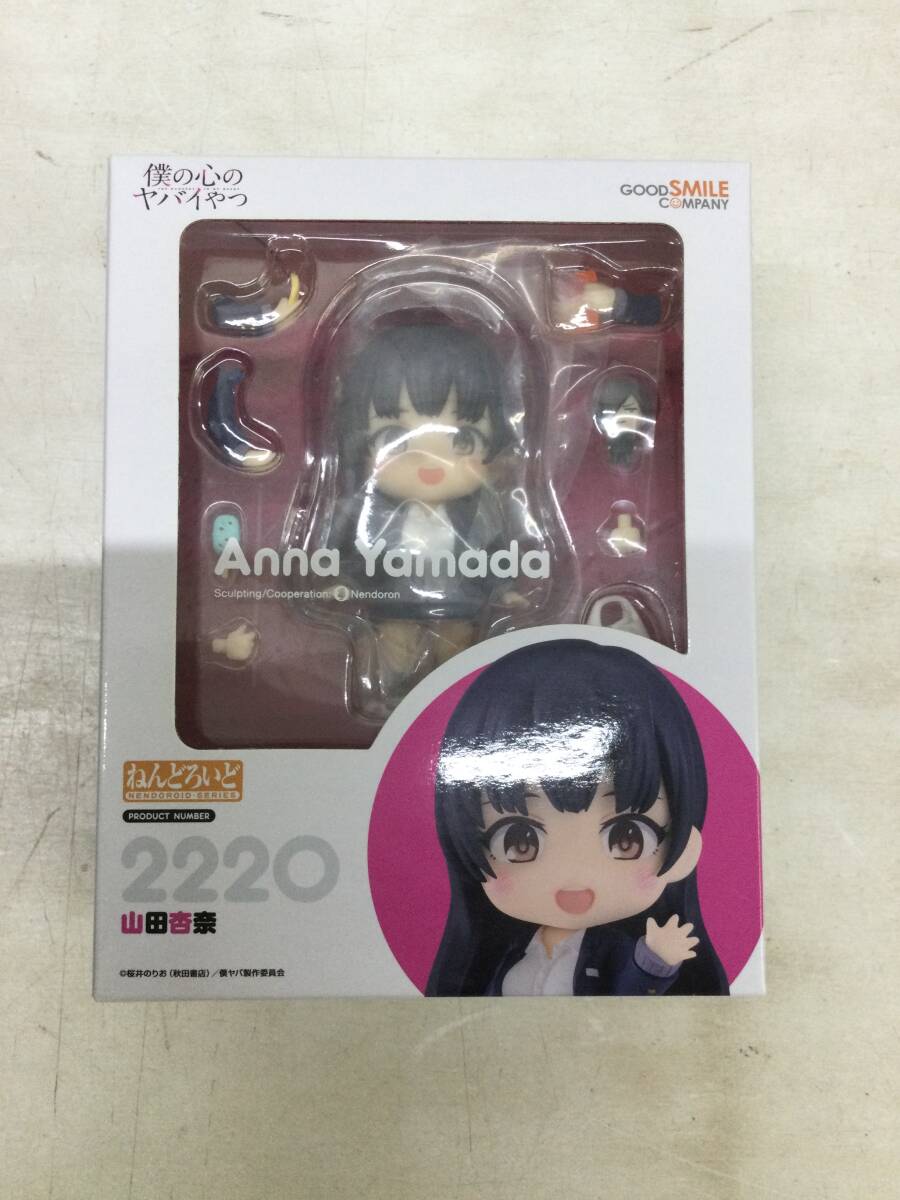 僕の心の
ヤバイやつ
GOOD SMILE
COMPANY
Anna Yamada
Sculpting/Cooperation: Nendoron
ねんどろいど
NENDOROID-SERIES
PRODUCT NUMBER
2220
山田杏奈
©桜井のりお(秋田書店)/僕ヤバ製作委員会